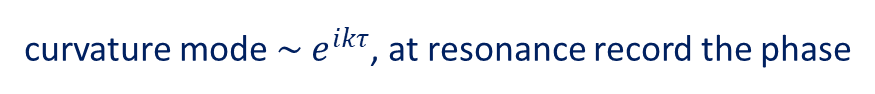 curvature mode ~ e^{ikτ}, at resonance record the phase